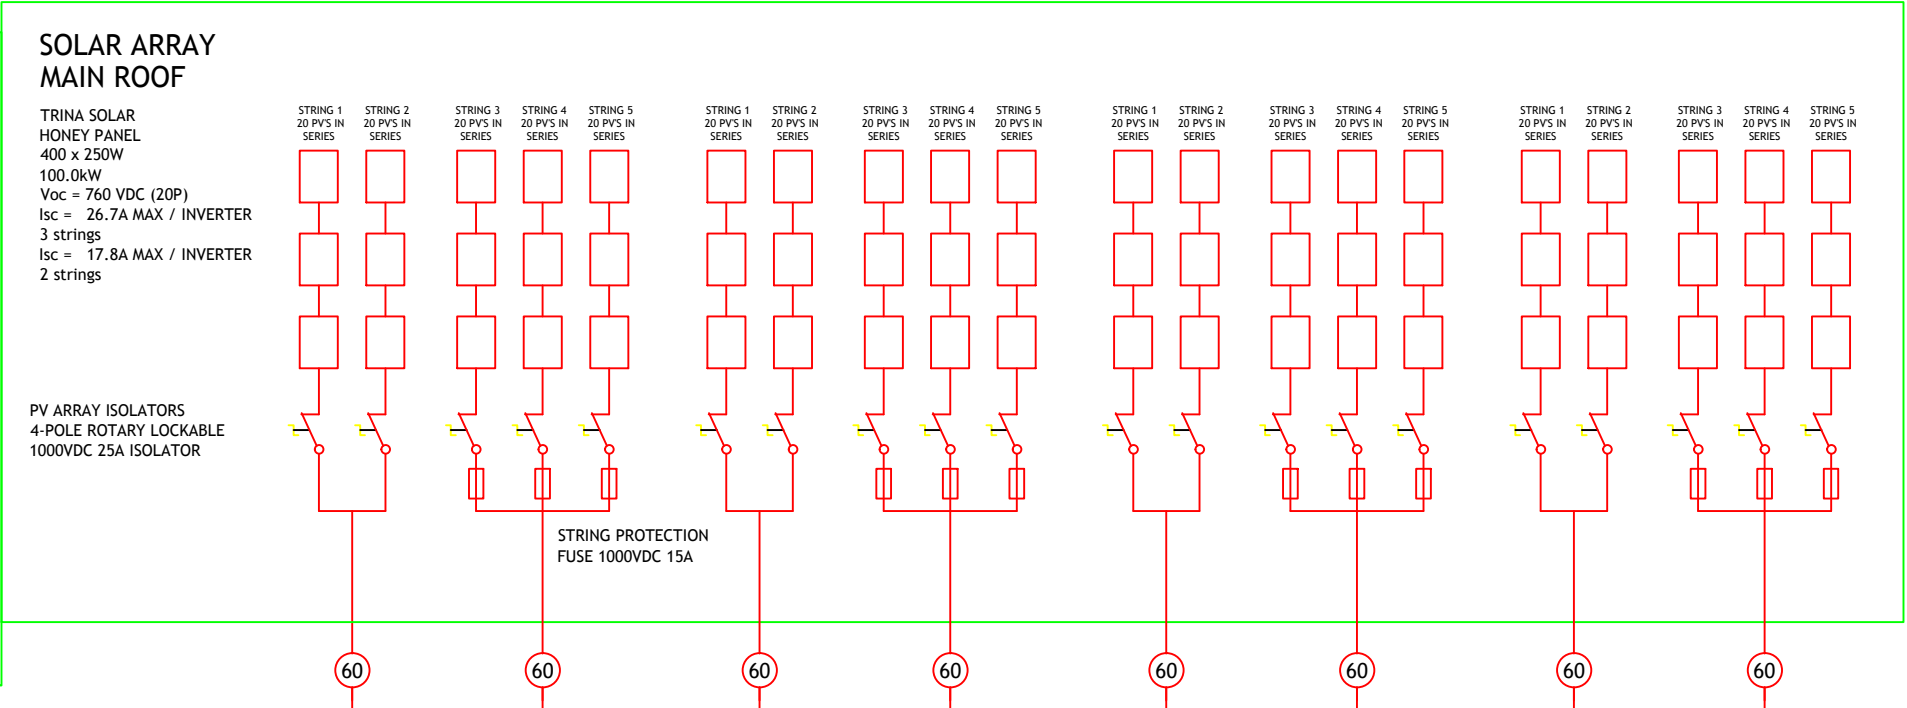 SOLAR ARRAY
MAIN ROOF
TRINA SOLAR
HONEY PANEL
400 x 250W
100.0kW
Voc = 760 VDC (20P)
Isc = 26.7A MAX / INVERTER
3 strings
Isc = 17.8A MAX / INVERTER
2 strings
STRING 1
20 PV'S IN
SERIES
STRING 2
20 PV'S IN
SERIES
STRING 3
20 PV'S IN
SERIES
STRING 4
20 PV'S IN
SERIES
STRING 5
20 PV'S IN
SERIES
STRING 1
20 PV'S IN
SERIES
STRING 2
20 PV'S IN
SERIES
STRING 3
20 PV'S IN
SERIES
STRING 4
20 PV'S IN
SERIES
STRING 5
20 PV'S IN
SERIES
STRING 1
20 PV'S IN
SERIES
STRING 2
20 PV'S IN
SERIES
STRING 3
20 PV'S IN
SERIES
STRING 4
20 PV'S IN
SERIES
STRING 5
20 PV'S IN
SERIES
STRING 1
20 PV'S IN
SERIES
STRING 2
20 PV'S IN
SERIES
STRING 3
20 PV'S IN
SERIES
STRING 4
20 PV'S IN
SERIES
STRING 5
20 PV'S IN
SERIES
PV ARRAY ISOLATORS
4-POLE ROTARY LOCKABLE
1000VDC 25A ISOLATOR
STRING PROTECTION
FUSE 1000VDC 15A
60
60
60
60
60
60
60
60